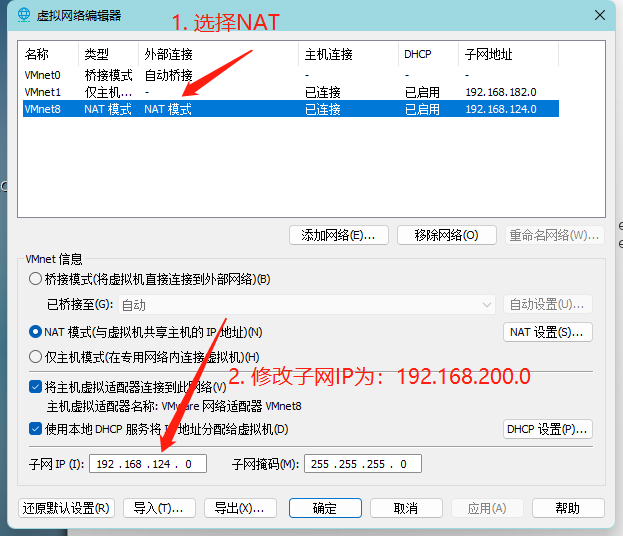 虚拟网络编辑器
1. 选择NAT
名称 类型 外部连接 主机连接 DHCP 子网地址
VMnet0 桥接模式 自动桥接 - - -
VMnet1 仅主机... - 已连接 已启用 192.168.182.0
VMnet8 NAT 模式 NAT 模式 已连接 已启用 192.168.124.0
添加网络(E)... 移除网络(O) 重命名网络(W)...
VMnet 信息
桥接模式(将虚拟机直接连接到外部网络)(B)
已桥接至(G): 自动 自动设置(U)...
NAT 模式(与虚拟机共享主机的 IP 地址)(N) NAT 设置(S)...
仅主机模式(在专用网络内连接虚拟机)(H)
2. 修改子网IP为：192.168.200.0
将主机虚拟适配器连接到此网络(V)
主机虚拟适配器名称: VMware 网络适配器 VMnet8
使用本地 DHCP 服务将 IP 地址分配给虚拟机(D) DHCP 设置(P)...
子网 IP (I): 192 .168 .124 . 0 子网掩码(M): 255 .255 .255 . 0
还原默认设置(R) 导入(T)... 导出(X)... 确定 取消 应用(A) 帮助